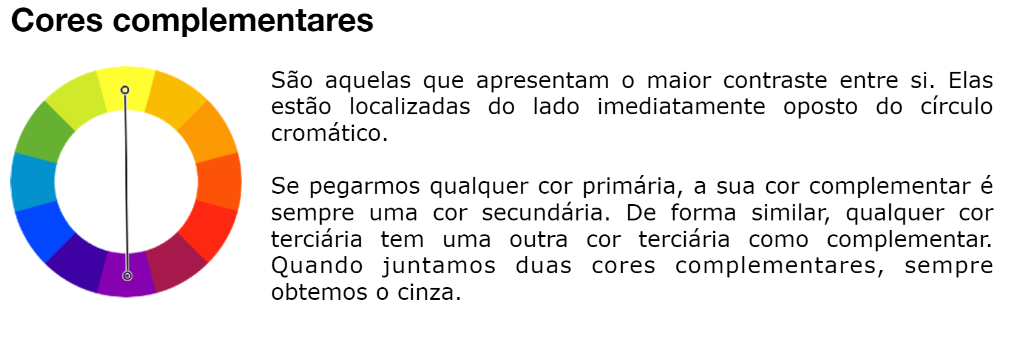 Cores complementares
São aquelas que apresentam o maior contraste entre si. Elas
estão localizadas do lado imediatamente oposto do círculo
cromático.
Se pegarmos qualquer cor primária, a sua cor complementar é
sempre uma cor secundária. De forma similar, qualquer cor
terciária tem uma outra cor terciária como complementar.
Quando juntamos duas cores complementares, sempre
obtemos o cinza.